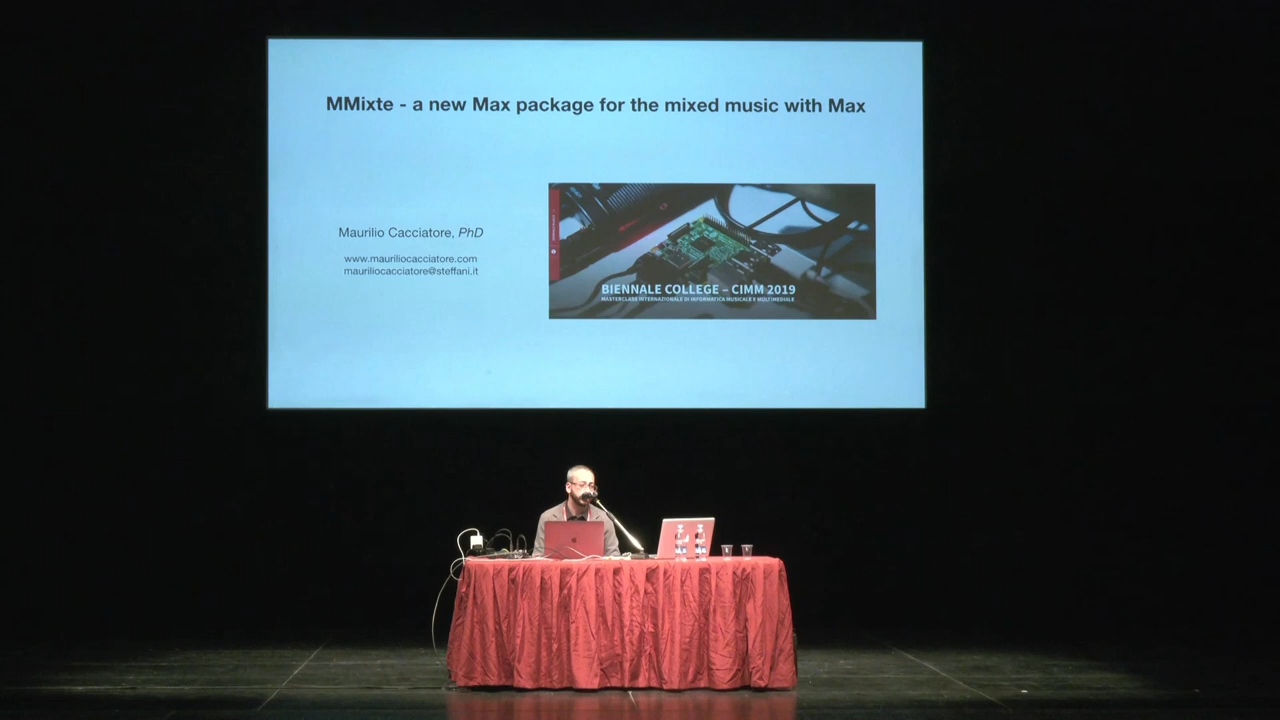 MMixte - a new Max package for the mixed music with Max
Maurilio Cacciatore, PhD
www.mauriliocacciatore.com
mauriliocacciatore@steffani.it
BIENNALE COLLEGE – CIMM 2019
MASTERCLASS INTERNAZIONALE DI INFORMATICA MUSICALE E MULTIMEDIALE